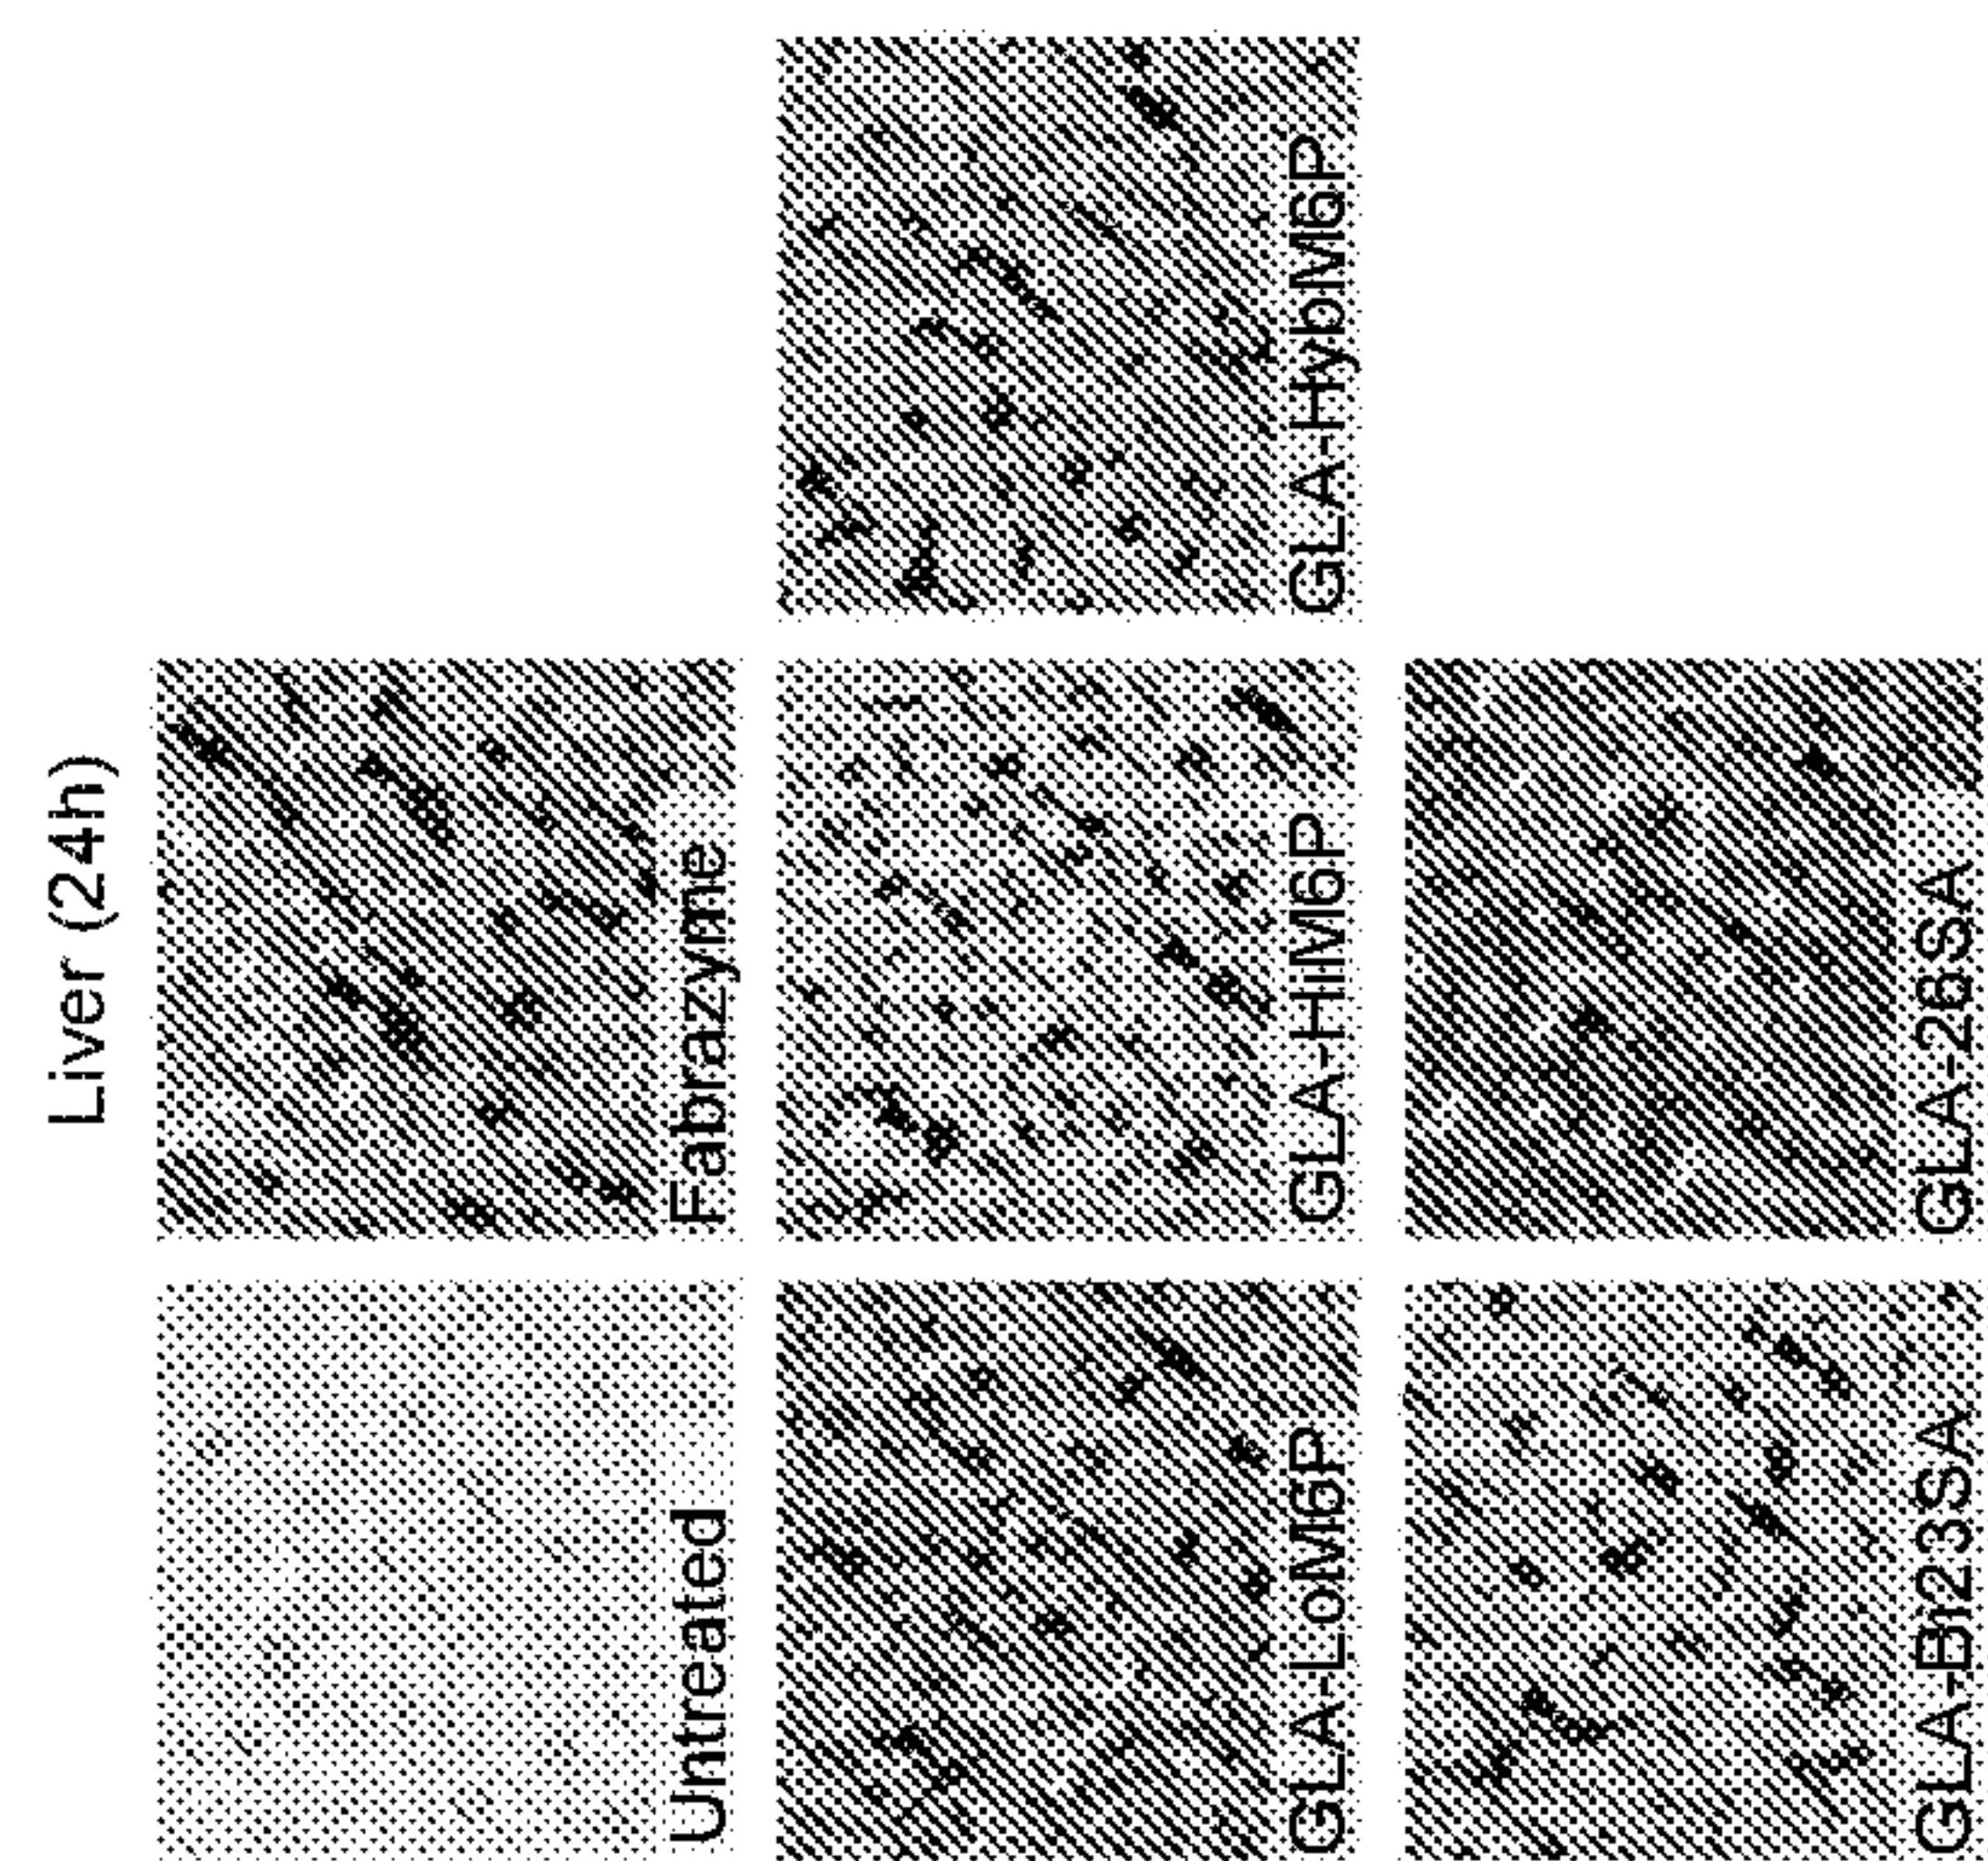 Liver (24h)
Untreated
Fabrazyme
GLA-LoM6P
GLA-HiM6P
GLA-HybM6P
GLA-Bi23SA
GLA-26SA